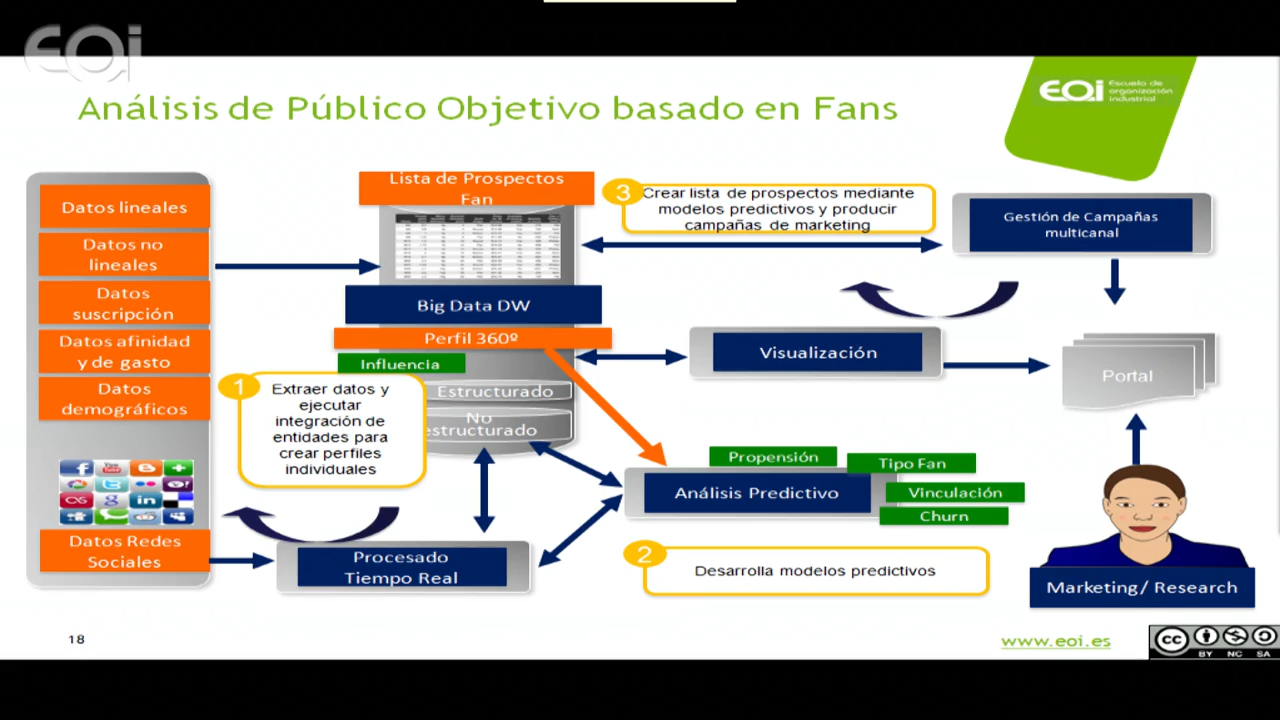 EOi
EOi Escuela de
organización
industrial
Análisis de Público Objetivo basado en Fans
Datos lineales
Datos no
lineales
Datos
suscripción
Datos afinidad
y de gasto
Datos
demográficos
Datos Redes
Sociales
Lista de Prospectos
Fan
Big Data DW
Perfil 360º
Influencia
Estructurado
No
estructurado
1
Extraer datos y
ejecutar
integración de
entidades para
crear perfiles
individuales
Procesado
Tiempo Real
3
Crear lista de prospectos mediante
modelos predictivos y producir
campañas de marketing
Gestión de Campañas
multicanal
Visualización
Portal
Propensión
Tipo Fan
Análisis Predictivo
Vinculación
Churn
2
Desarrolla modelos predictivos
Marketing/ Research
18
www.eoi.es
cc
BY NC SA